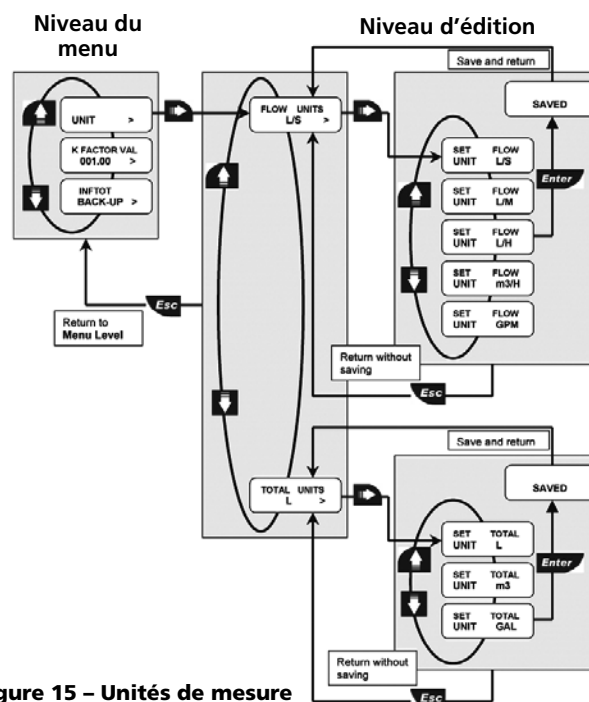 Niveau du
menu
Niveau d'édition
Save and return
SAVED
UNIT >
FLOW UNITS
L/S >
K FACTOR VAL
001.00 >
INFTOT
BACK-UP >
SET FLOW
UNIT L/S
SET FLOW
UNIT L/M
SET FLOW
UNIT L/H
SET FLOW
UNIT m3/H
SET FLOW
UNIT GPM
Enter
Esc
Return to
Menu Level
Return without
saving
Esc
Save and return
SAVED
TOTAL UNITS
L >
SET TOTAL
UNIT L
SET TOTAL
UNIT m3
SET TOTAL
UNIT GAL
Enter
Return without
saving
Esc
gure 15 – Unités de mesure